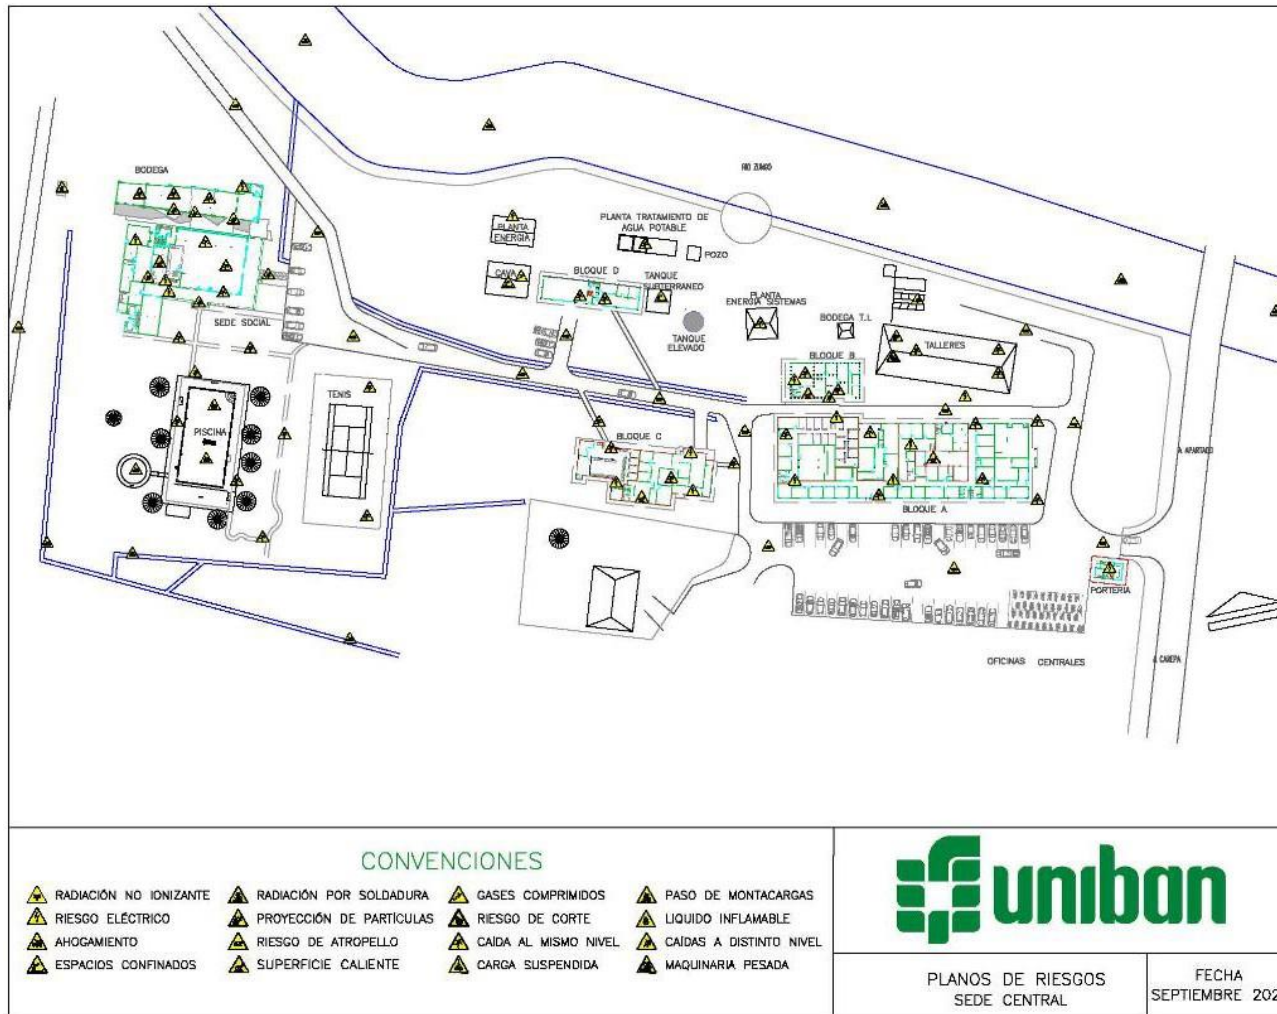 RIO ZUNGO
BODEGA
PLANTA ENERGIA
PLANTA TRATAMIENTO DE
AGUA POTABLE
POZO
CAVA
BLOQUE D
TANQUE
SUBTERRANEO
PLANTA
ENERGIA SISTEMAS
BODEGA T.I.
SEDE SOCIAL
TANQUE
ELEVADO
TALLERES
BLOQUE B
TENIS
PISCINA
BLOQUE C
A APARTADO
BLOQUE A
PORTERIA
OFICINAS CENTRALES
A CAREPA
CONVENCIONES
RADIACIÓN NO IONIZANTE
RIESGO ELÉCTRICO
AHOGAMIENTO
ESPACIOS CONFINADOS
RADIACIÓN POR SOLDADURA
PROYECCIÓN DE PARTÍCULAS
RIESGO DE ATROPELLO
SUPERFICIE CALIENTE
GASES COMPRIMIDOS
RIESGO DE CORTE
CAÍDA AL MISMO NIVEL
CARGA SUSPENDIDA
PASO DE MONTACARGAS
LIQUIDO INFLAMABLE
CAÍDAS A DISTINTO NIVEL
MAQUINARIA PESADA
uniban
PLANOS DE RIESGOS
SEDE CENTRAL
FECHA
SEPTIEMBRE 202